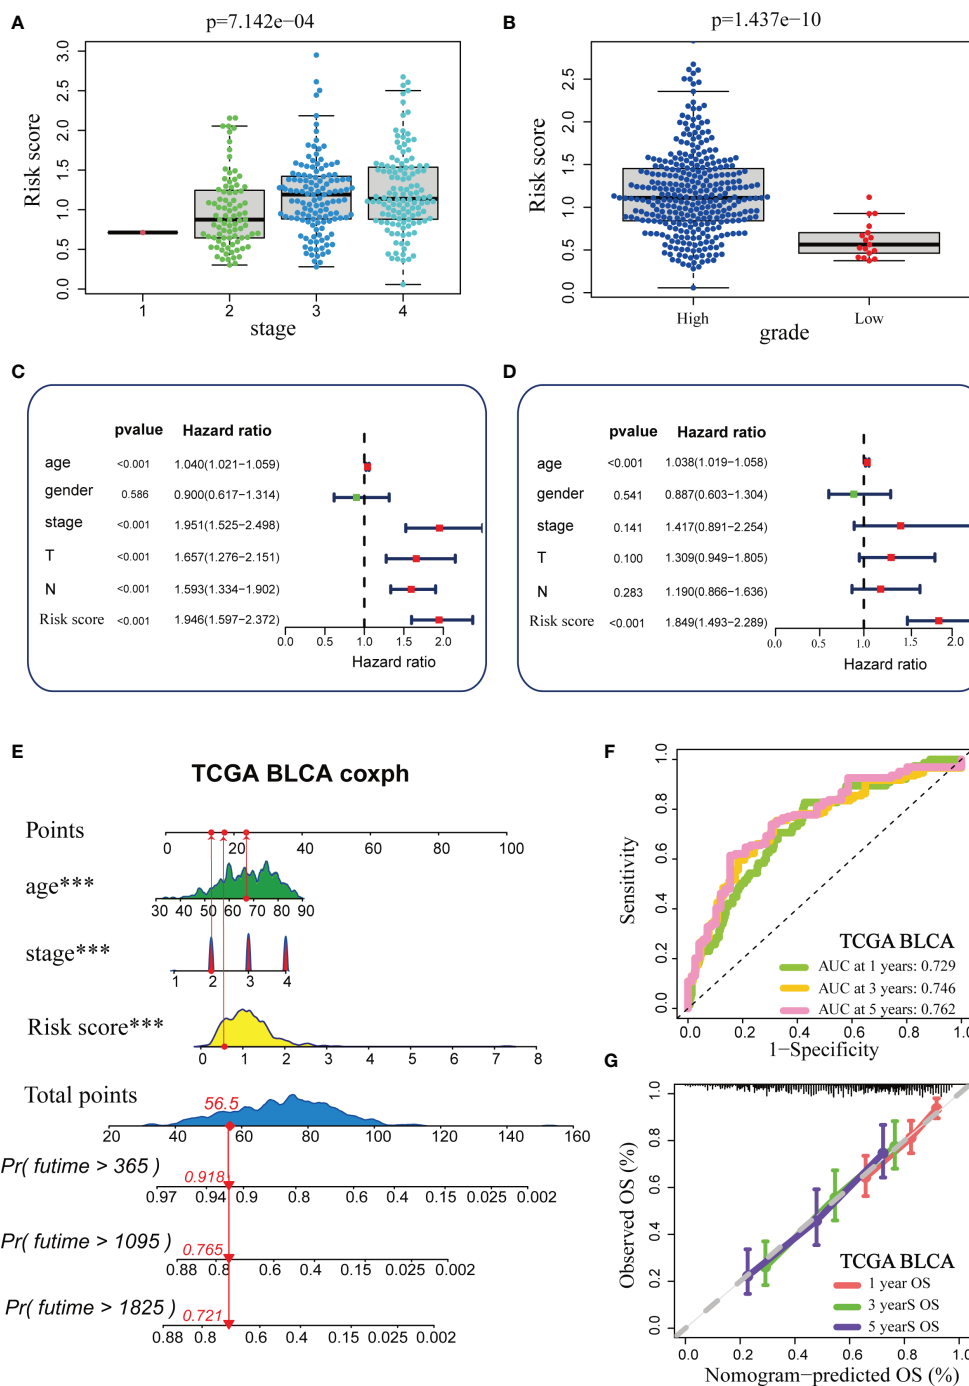 A
p=7.142e−04
Risk score
3.0
2.5
2.0
1.5
1.0
0.5
0.0
1 2 3 4
stage
B
p=1.437e−10
Risk score
2.5
2.0
1.5
1.0
0.5
0.0
High Low
grade
C
pvalue Hazard ratio
age <0.001 1.040(1.021−1.059)
gender 0.586 0.900(0.617−1.314)
stage <0.001 1.951(1.525−2.498)
T <0.001 1.657(1.276−2.151)
N <0.001 1.593(1.334−1.902)
Risk score <0.001 1.946(1.597−2.372)
0.0 0.5 1.0 1.5 2.0
Hazard ratio
D
pvalue Hazard ratio
age <0.001 1.038(1.019−1.058)
gender 0.541 0.887(0.603−1.304)
stage 0.141 1.417(0.891−2.254)
T 0.100 1.309(0.949−1.805)
N 0.283 1.190(0.866−1.636)
Risk score <0.001 1.849(1.493−2.289)
0.0 0.5 1.0 1.5 2.0
Hazard ratio
E
TCGA BLCA coxph
Points
0 20 40 60 80 100
age***
30 40 50 60 70 80 90
stage***
1 2 3 4
Risk score***
0 1 2 3 4 5 6 7 8
Total points
56.5
20 40 60 80 100 120 140 160
Pr( futime > 365 )
0.918
0.97 0.94 0.9 0.8 0.6 0.4 0.15 0.025 0.002
Pr( futime > 1095 )
0.765
0.88 0.8 0.6 0.4 0.15 0.025 0.002
Pr( futime > 1825 )
0.721
0.88 0.8 0.6 0.4 0.15 0.025 0.002
F
Sensitivity
1.0
0.8
0.6
0.4
0.2
0.0
TCGA BLCA
AUC at 1 years: 0.729
AUC at 3 years: 0.746
AUC at 5 years: 0.762
0.0 0.2 0.4 0.6 0.8 1.0
1−Specificity
G
Observed OS (%)
1.0
0.8
0.6
0.4
0.2
0.0
TCGA BLCA
1 year OS
3 yearS OS
5 yearS OS
0.0 0.2 0.4 0.6 0.8 1.0
Nomogram−predicted OS (%)